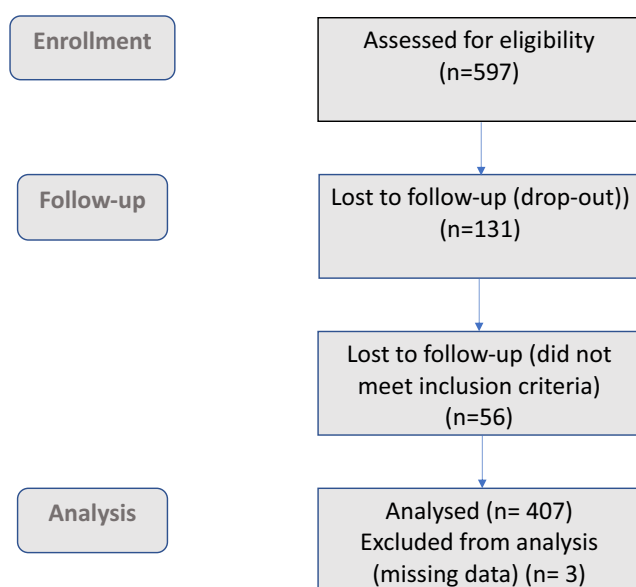 Enrollment
Assessed for eligibility
(n=597)
Follow-up
Lost to follow-up (drop-out))
(n=131)
Lost to follow-up (did not
meet inclusion criteria)
(n=56)
Analysis
Analysed (n= 407)
Excluded from analysis
(missing data) (n= 3)